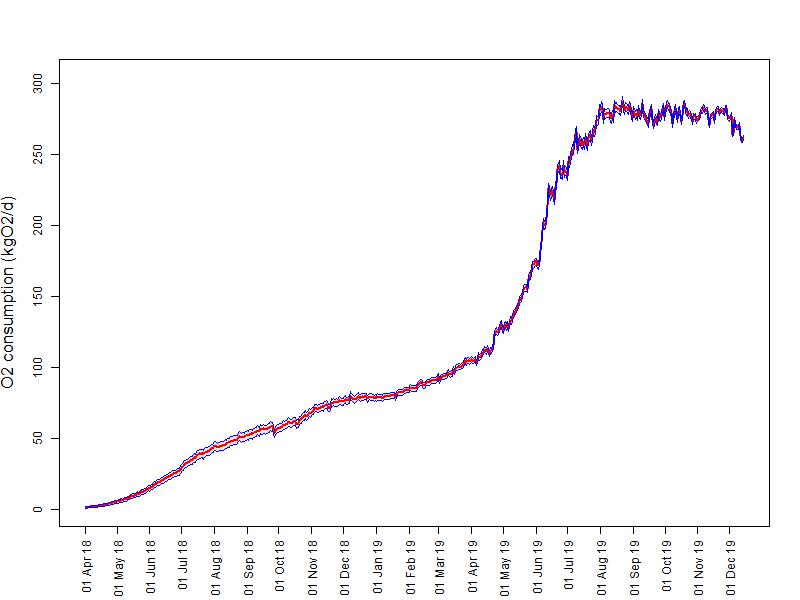 O2 consumption (kgO2/d)
300
250
200
150
100
50
0
01 Apr 18
01 May 18
01 Jun 18
01 Jul 18
01 Aug 18
01 Sep 18
01 Oct 18
01 Nov 18
01 Dec 18
01 Jan 19
01 Feb 19
01 Mar 19
01 Apr 19
01 May 19
01 Jun 19
01 Jul 19
01 Aug 19
01 Sep 19
01 Oct 19
01 Nov 19
01 Dec 19